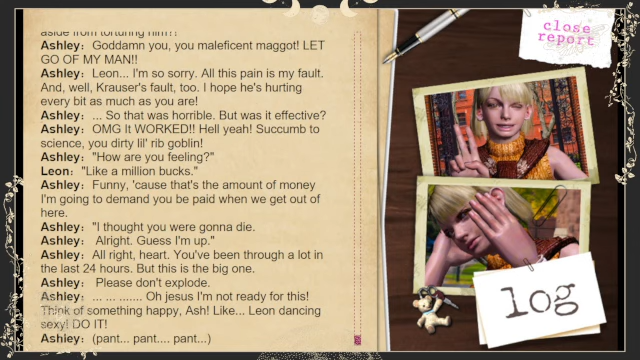 aside from torturing him?!
Ashley: Goddamn you, you maleficent maggot! LET
GO OF MY MAN!!
Ashley: Leon... I'm so sorry. All this pain is my fault.
And, well, Krauser's fault, too. I hope he's hurting
every bit as much as you are!
Ashley: ... So that was horrible. But was it effective?
Ashley: OMG It WORKED!! Hell yeah! Succumb to
science, you dirty lil' rib goblin!
Ashley: "How are you feeling?"
Leon: "Like a million bucks."
Ashley: Funny, 'cause that's the amount of money
I'm going to demand you be paid when we get out of
here.
Ashley: "I thought you were gonna die.
Ashley: Alright. Guess I'm up."
Ashley: All right, heart. You've been through a lot in
the last 24 hours. But this is the big one.
Ashley: Please don't explode.
Ashley: ... ... ....... Oh jesus I'm not ready for this!
Think of something happy, Ash! Like... Leon dancing
sexy! DO IT!
Ashley: (pant... pant.... pant...)
close
report
log